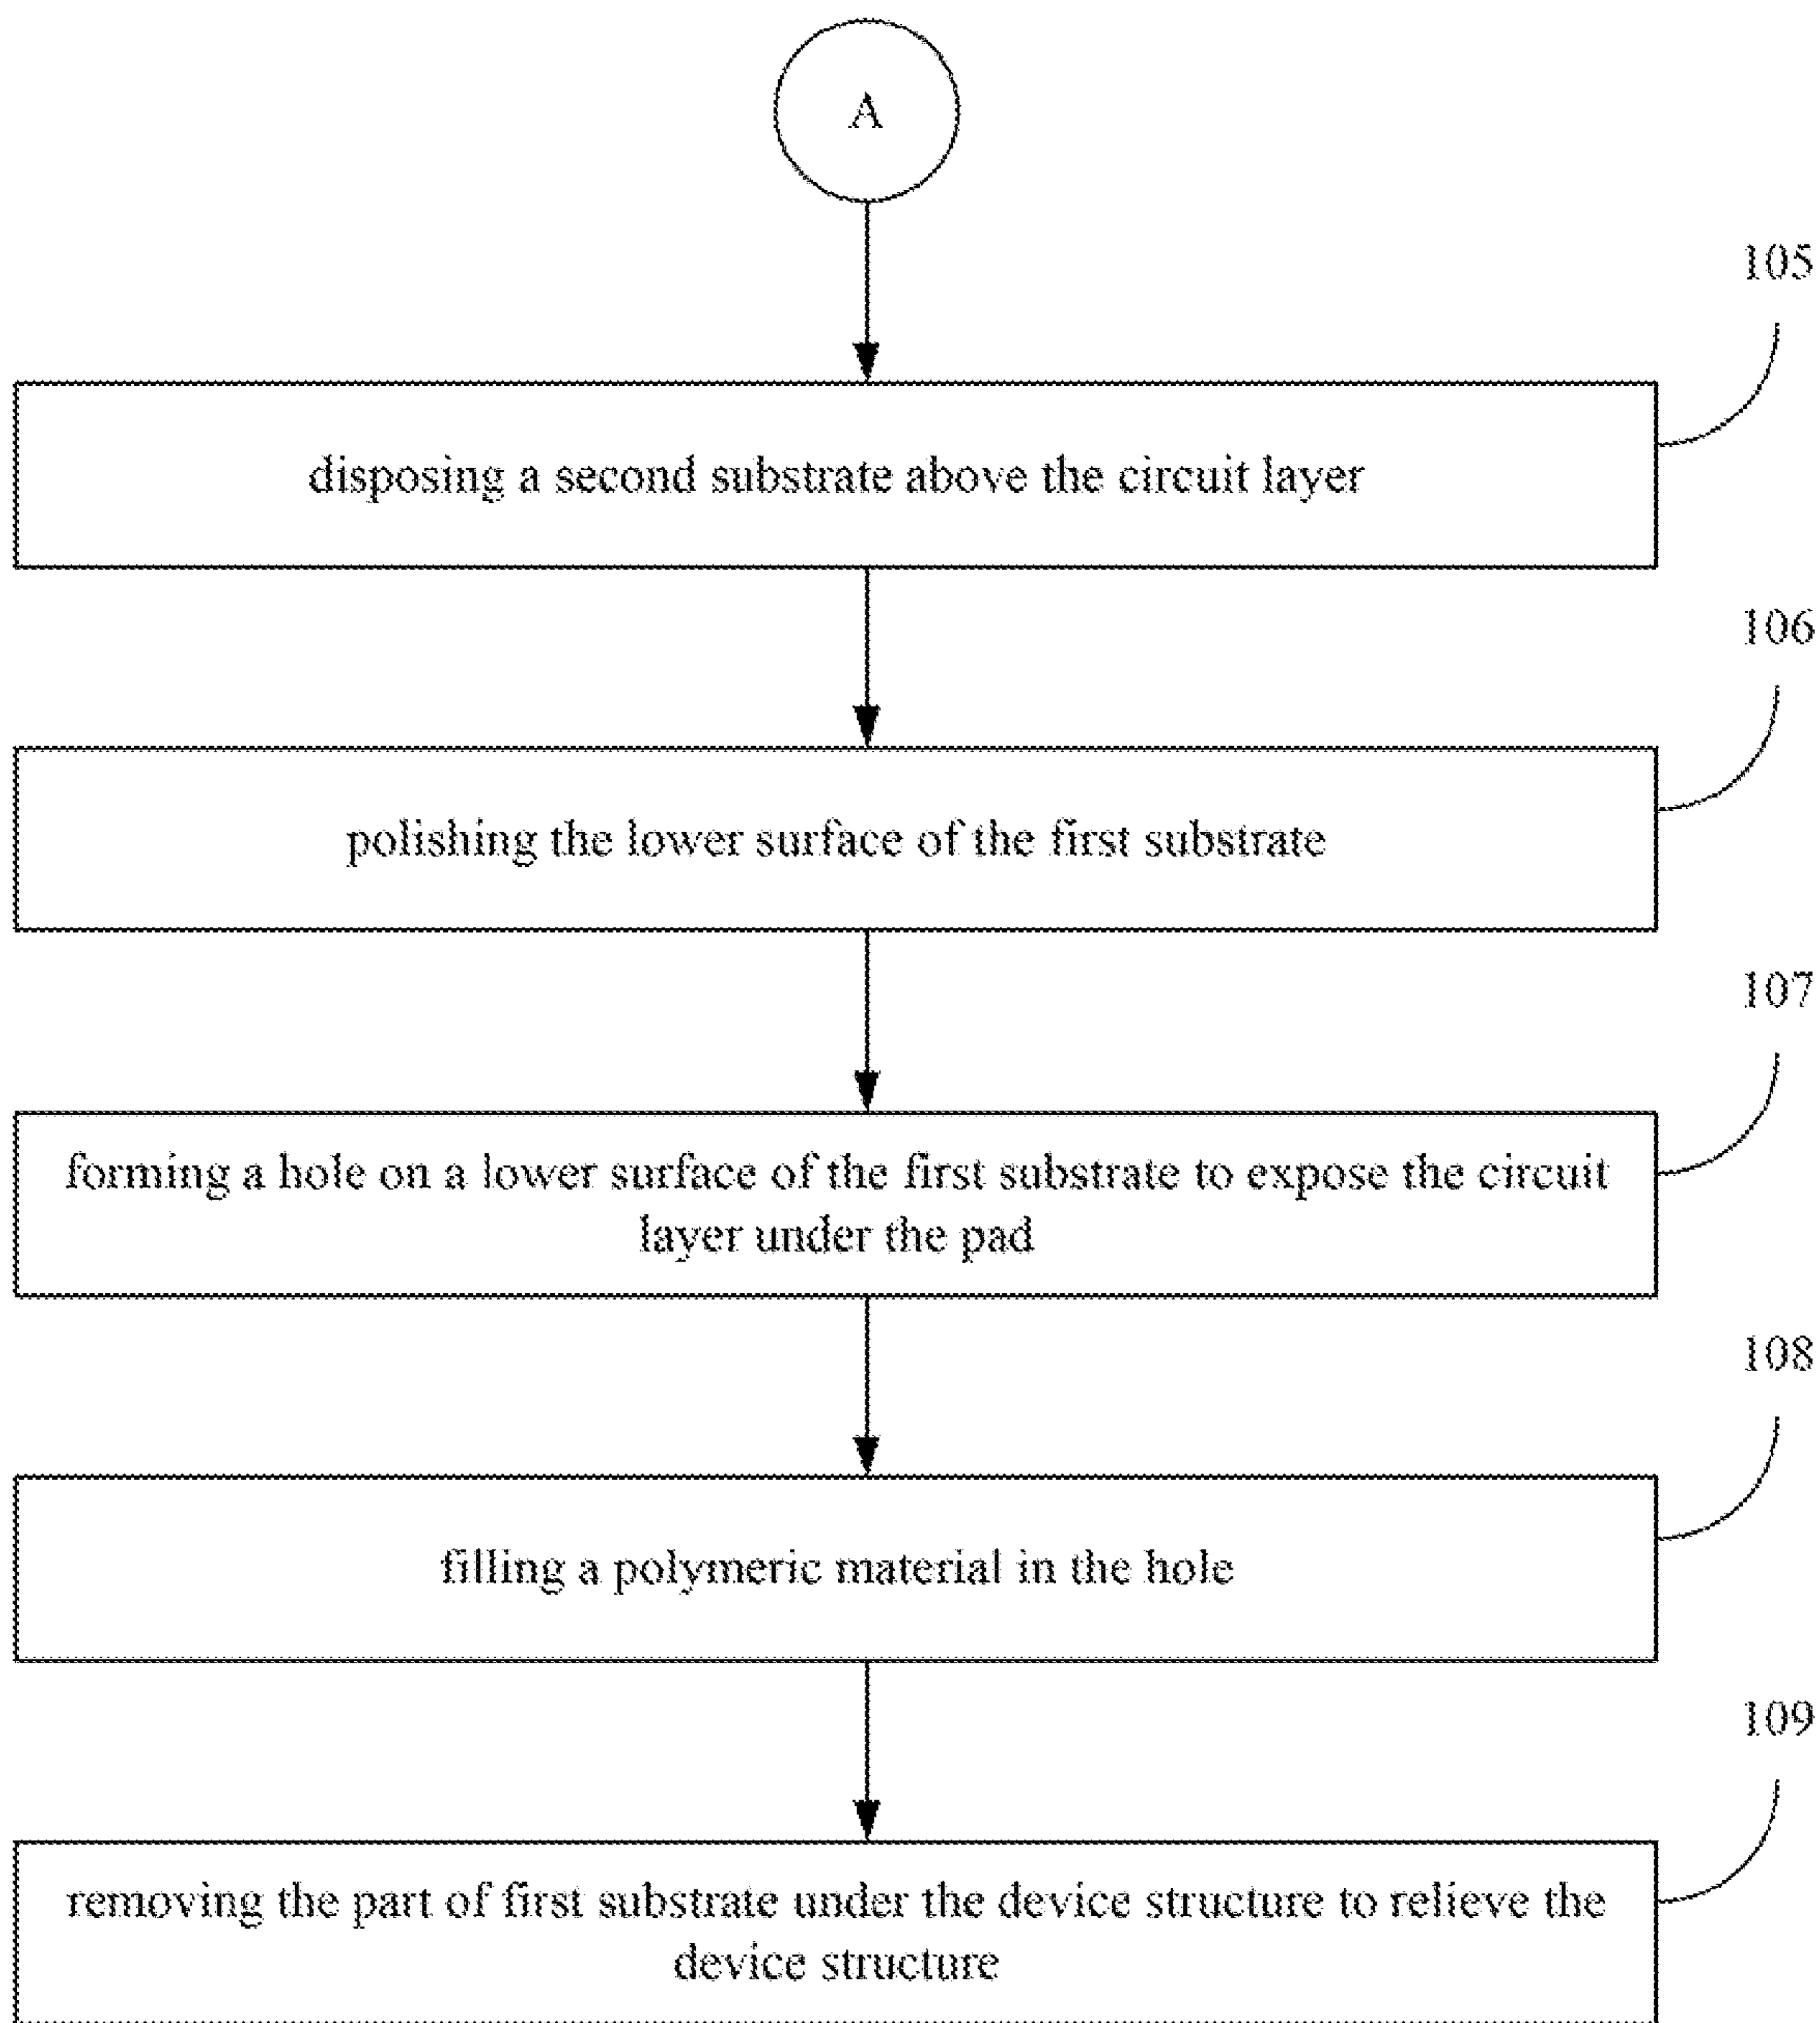 A
105
disposing a second substrate above the circuit layer
106
polishing the lower surface of the first substrate
107
forming a hole on a lower surface of the first substrate to expose the circuit
layer under the pad
108
filling a polymeric material in the hole
109
removing the part of first substrate under the device structure to relieve the
device structure